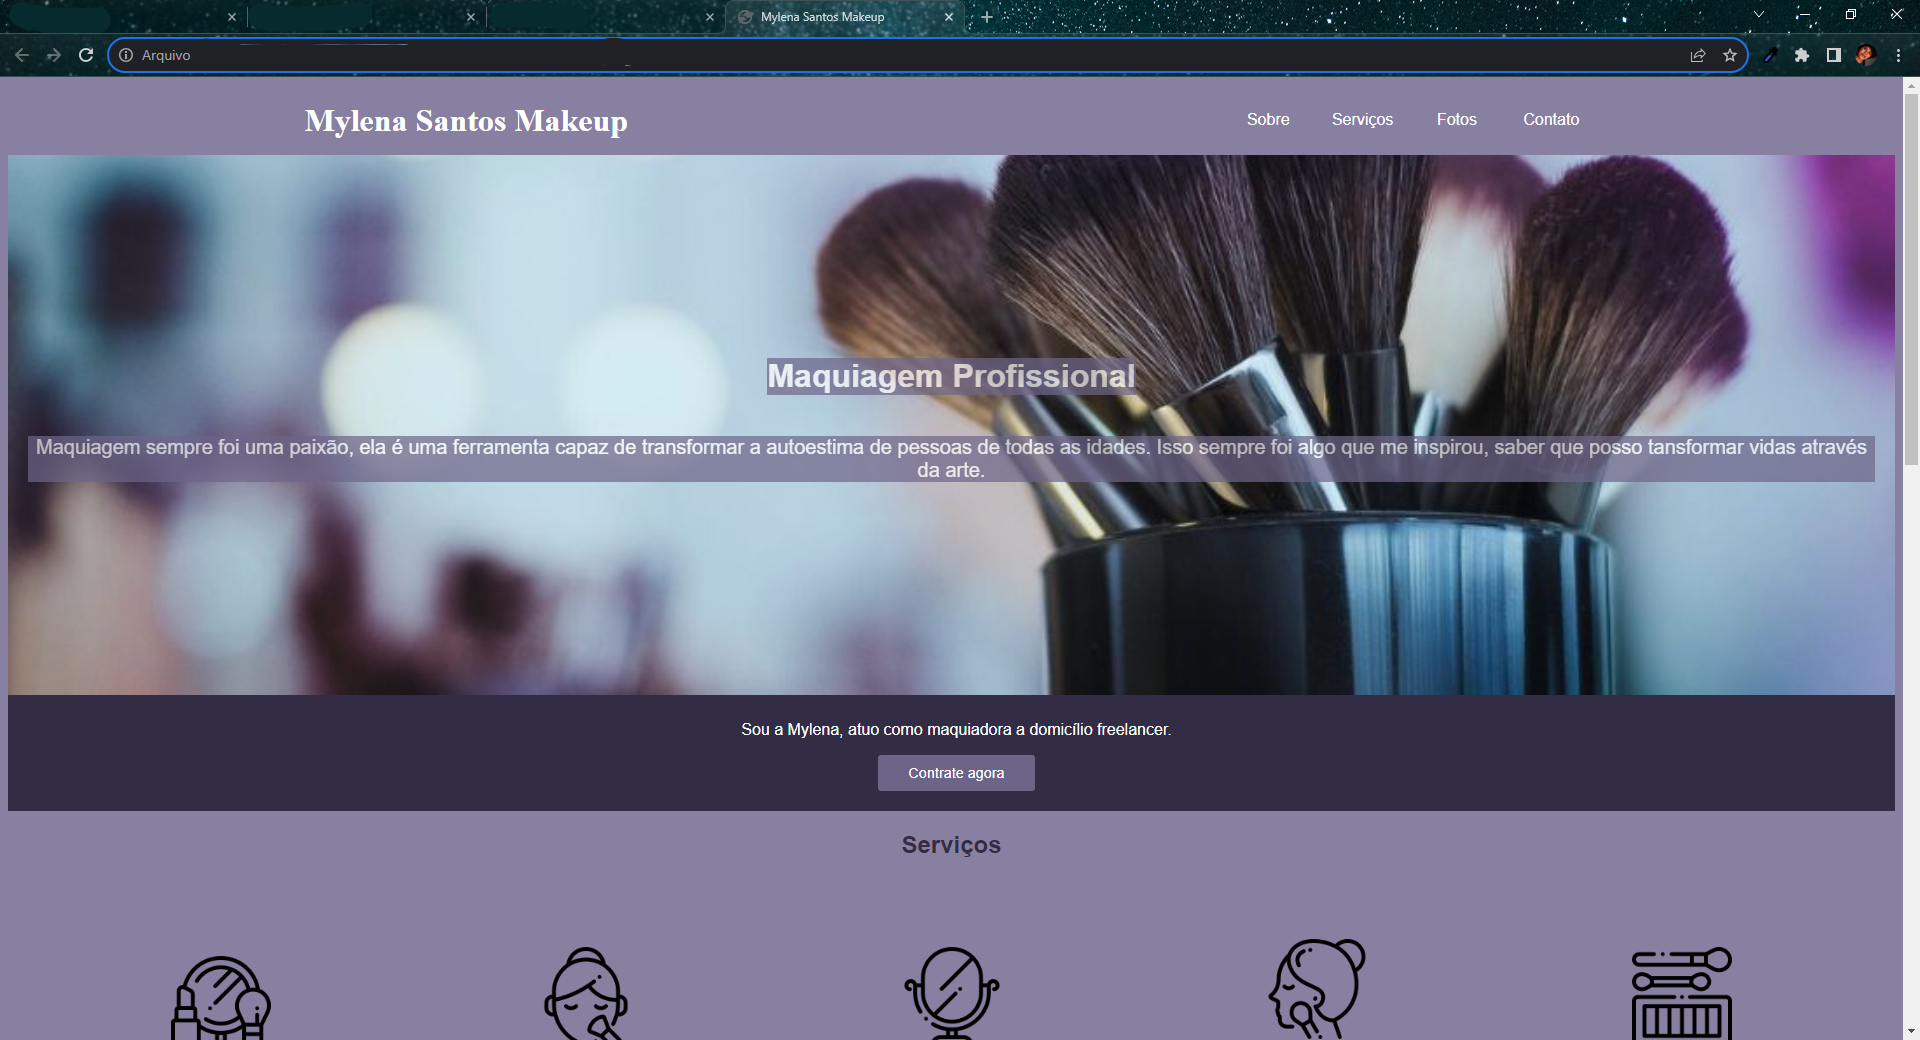 Mylena Santos Makeup
Arquivo
Mylena Santos Makeup
Sobre Serviços Fotos Contato
Maquiagem Profissional
Maquiagem sempre foi uma paixão, ela é uma ferramenta capaz de transformar a autoestima de pessoas de todas as idades. Isso sempre foi algo que me inspirou, saber que posso tansformar vidas através
da arte.
Sou a Mylena, atuo como maquiadora a domicílio freelancer.
Contrate agora
Serviços